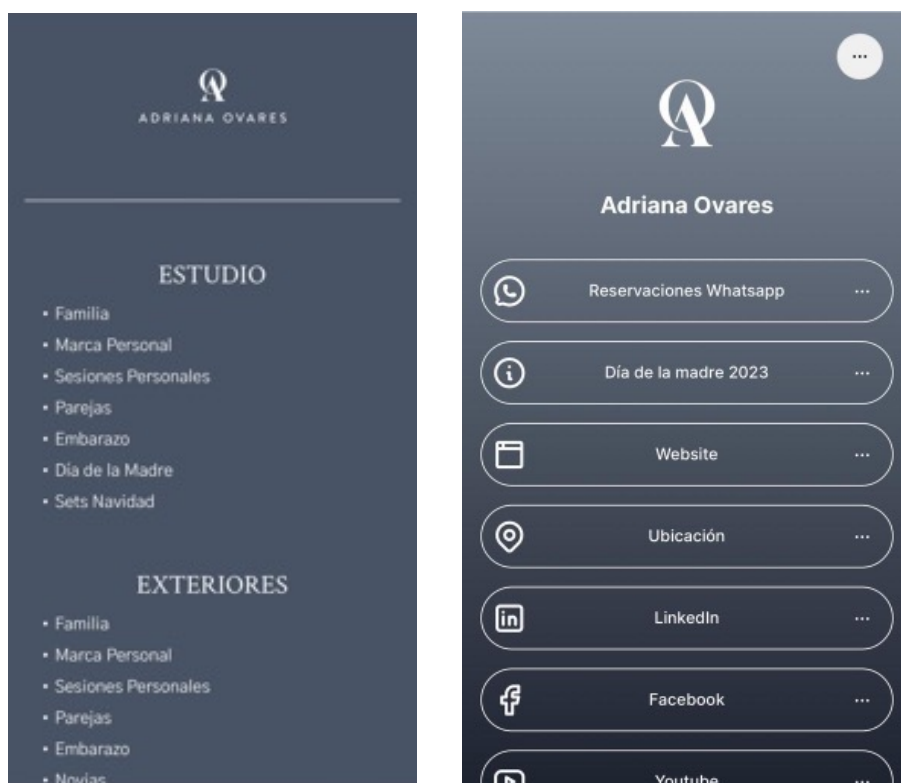 ADRIANA OVARES
ESTUDIO
• Familia
• Marca Personal
• Sesiones Personales
• Parejas
• Embarazo
• Día de la Madre
• Sets Navidad
EXTERIORES
• Familia
• Marca Personal
• Sesiones Personales
• Parejas
• Embarazo
• Novias
...
Adriana Ovares
Reservaciones Whatsapp ...
Día de la madre 2023 ...
Website ...
Ubicación ...
in LinkedIn ...
Facebook ...
Youtube ...